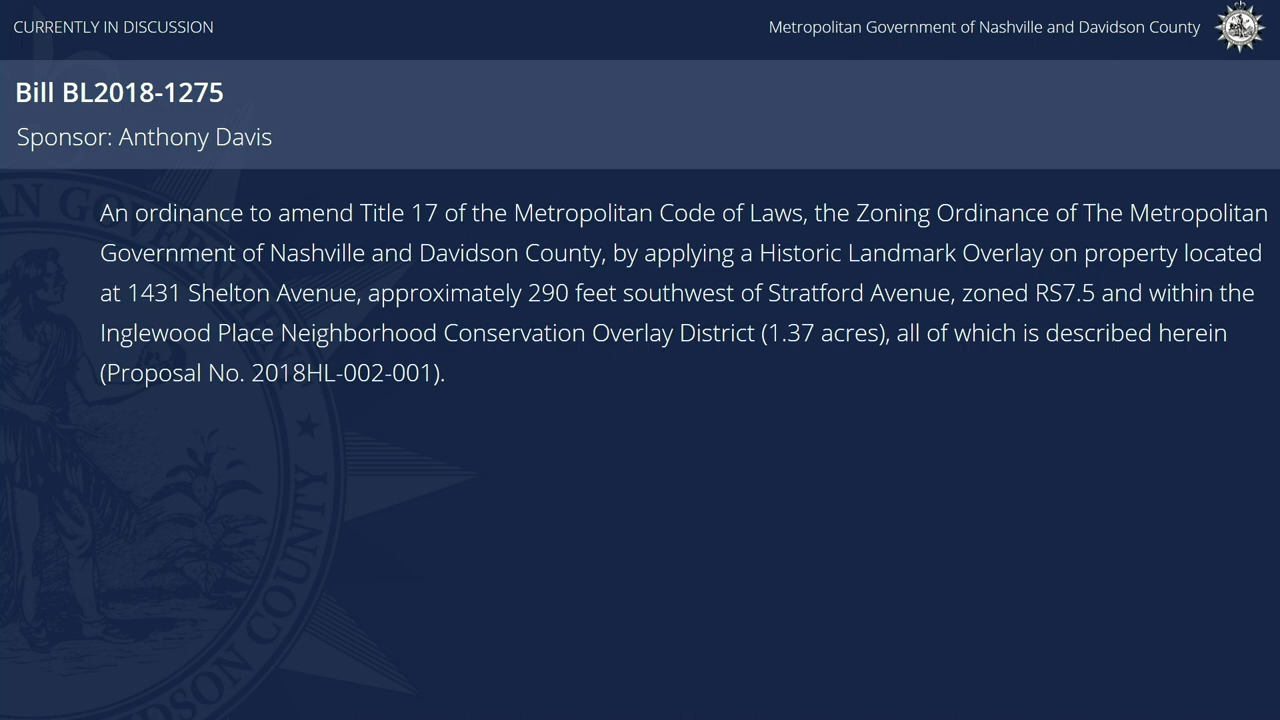 CURRENTLY IN DISCUSSION
Metropolitan Government of Nashville and Davidson County
Bill BL2018-1275
Sponsor: Anthony Davis
An ordinance to amend Title 17 of the Metropolitan Code of Laws, the Zoning Ordinance of The Metropolitan
Government of Nashville and Davidson County, by applying a Historic Landmark Overlay on property located
at 1431 Shelton Avenue, approximately 290 feet southwest of Stratford Avenue, zoned RS7.5 and within the
Inglewood Place Neighborhood Conservation Overlay District (1.37 acres), all of which is described herein
(Proposal No. 2018HL-002-001).